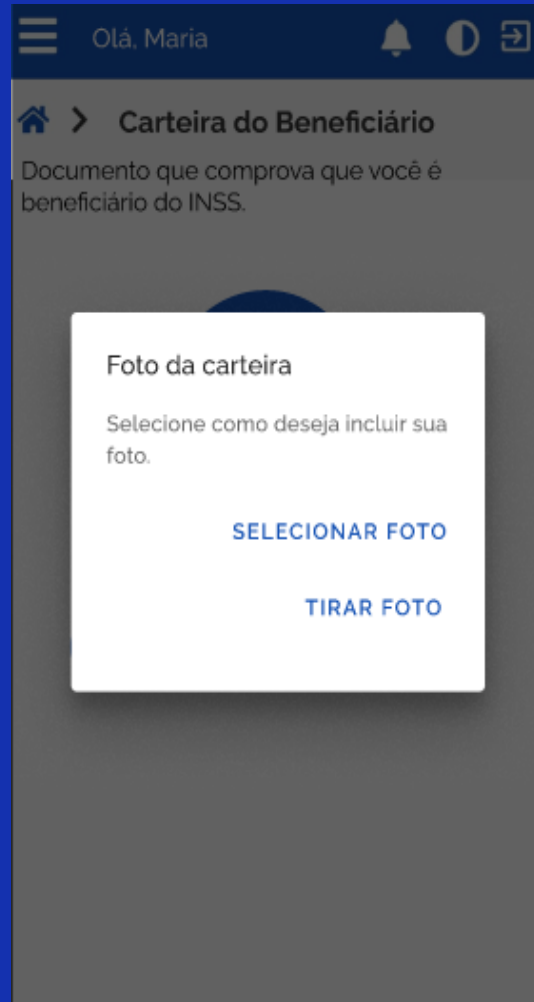 Olá, Maria
Carteira do Beneficiário
Documento que comprova que você é
beneficiário do INSS.
Foto da carteira
Selecione como deseja incluir sua
foto.
SELECIONAR FOTO
TIRAR FOTO